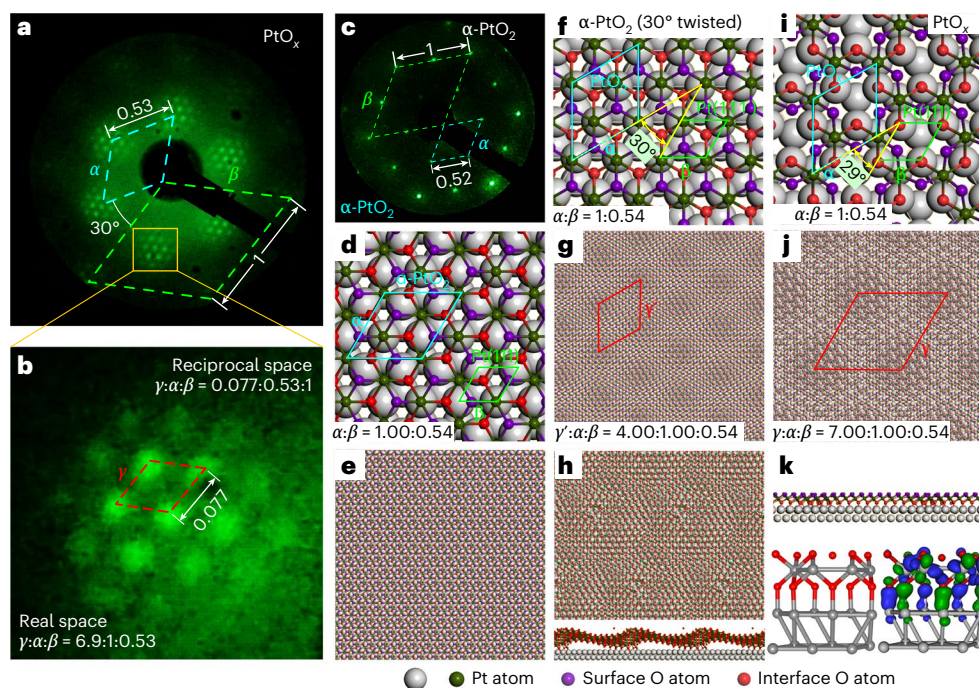 a
PtOx
0.53
α
β
30°
1
b
Reciprocal space
γ:α:β = 0.077:0.53:1
γ
0.077
Real space
γ:α:β = 6.9:1:0.53
c
α-PtO2
1
β
α
0.52
α-PtO2
d
α-PtO2
α
Pt(111)
β
α:β = 1.00:0.54
e
f
α-PtO2 (30° twisted)
PtO2
Pt(111)
30°
α
β
α:β = 1:0.54
g
γ
γ′:α:β = 4.00:1.00:0.54
h
i
PtOx
Pt(111)
29°
α
β
α:β = 1:0.54
j
γ
γ:α:β = 7.00:1.00:0.54
k
Pt atom
Surface O atom
Interface O atom